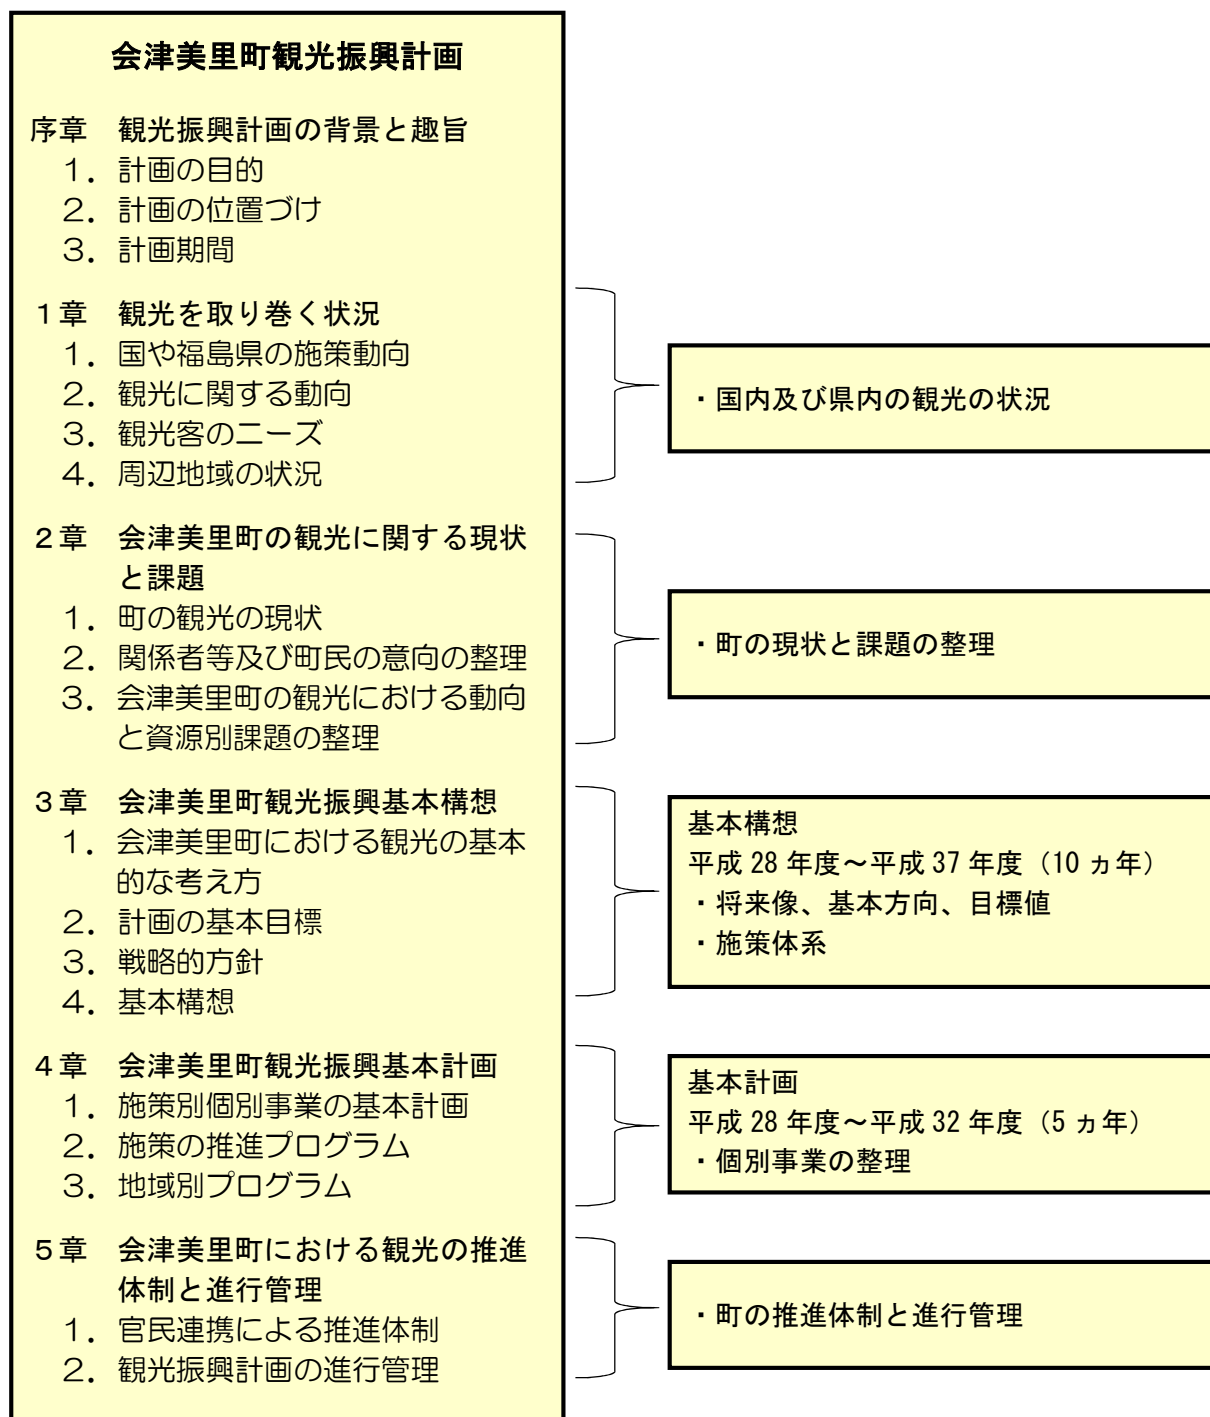 会津美里町観光振興計画
序章　観光振興計画の背景と趣旨
１．計画の目的
２．計画の位置づけ
３．計画期間
１章　観光を取り巻く状況
１．国や福島県の施策動向
２．観光に関する動向
３．観光客のニーズ
４．周辺地域の状況
・国内及び県内の観光の状況
２章　会津美里町の観光に関する現状
と課題
１．町の観光の現状
２．関係者等及び町民の意向の整理
３．会津美里町の観光における動向
と資源別課題の整理
・町の現状と課題の整理
３章　会津美里町観光振興基本構想
１．会津美里町における観光の基本
的な考え方
２．計画の基本目標
３．戦略的方針
４．基本構想
基本構想
平成 28 年度～平成 37 年度（10 ヵ年）
・将来像、基本方向、目標値
・施策体系
４章　会津美里町観光振興基本計画
１．施策別個別事業の基本計画
２．施策の推進プログラム
３．地域別プログラム
基本計画
平成 28 年度～平成 32 年度（5 ヵ年）
・個別事業の整理
５章　会津美里町における観光の推進
体制と進行管理
１．官民連携による推進体制
２．観光振興計画の進行管理
・町の推進体制と進行管理